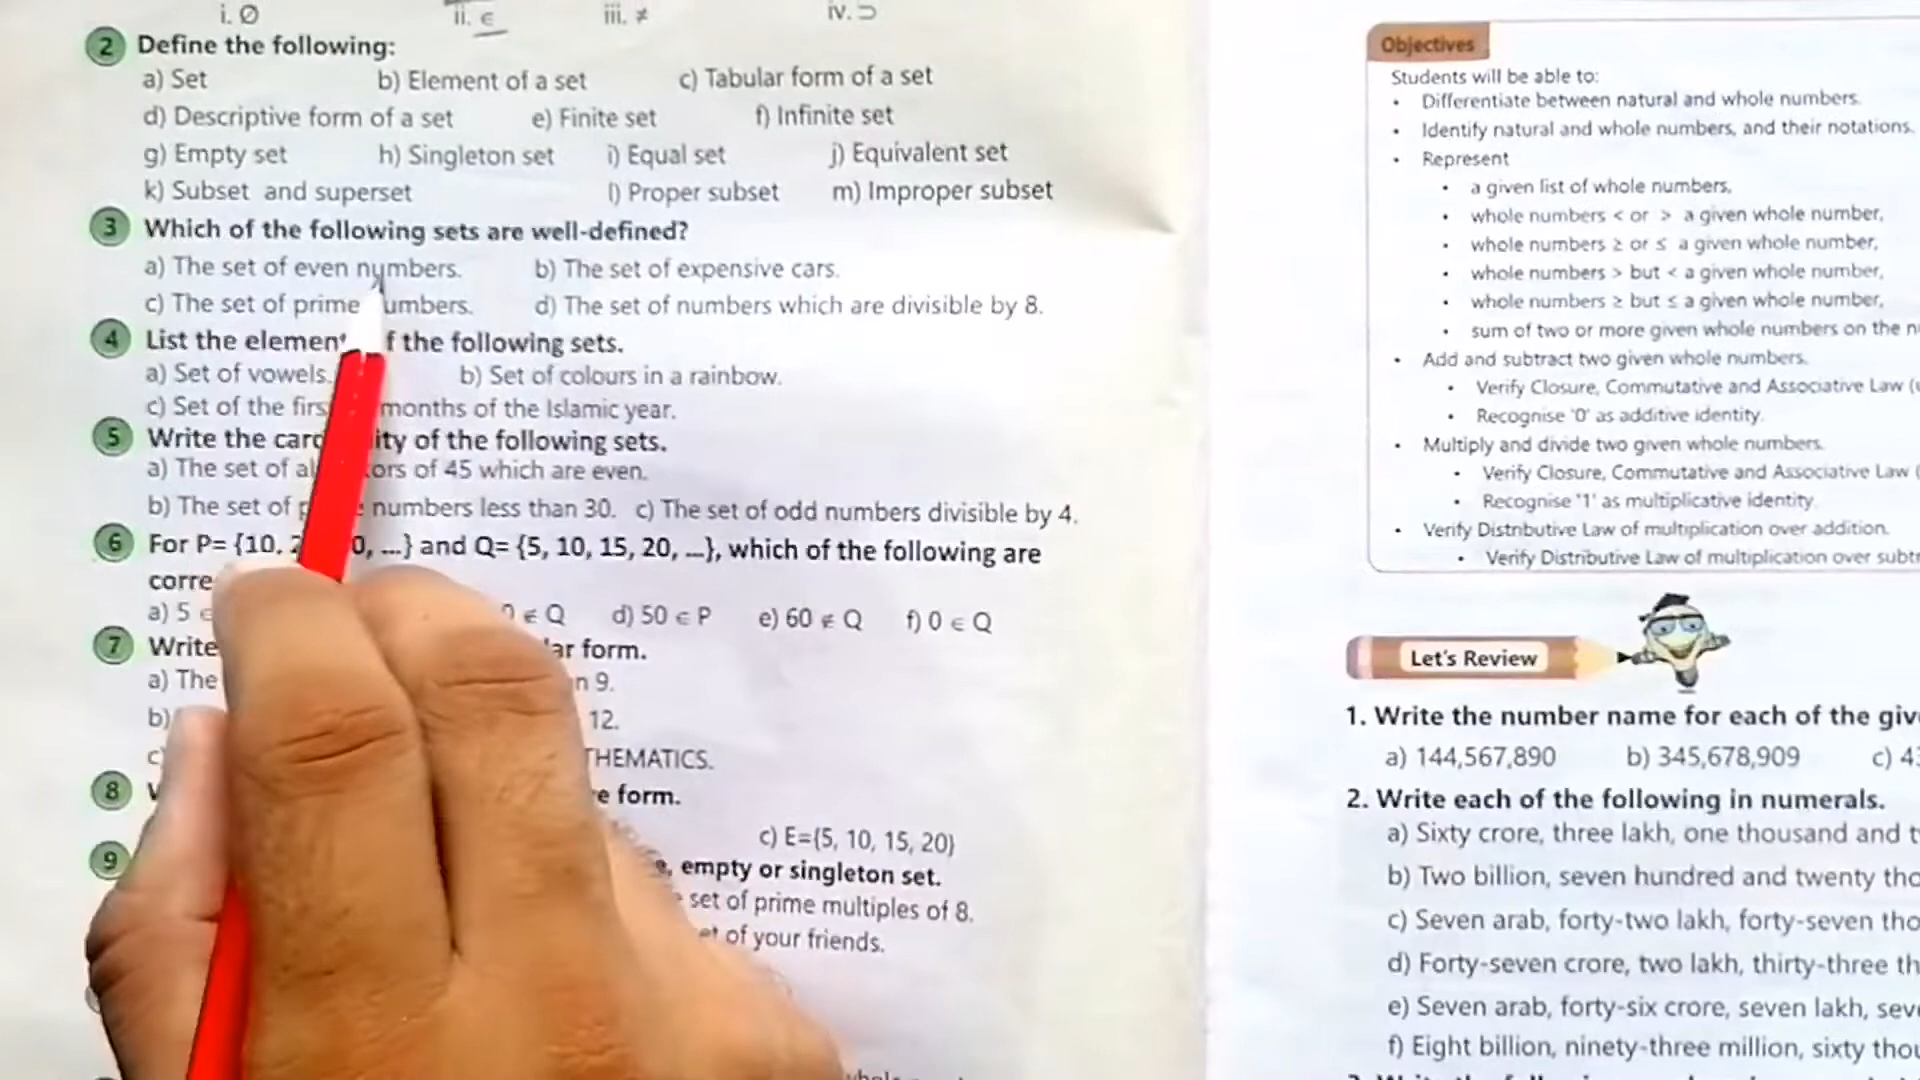 i. ∅ ii. ∈ iii. ≠ iv. ⊃
2 Define the following:
a) Set b) Element of a set c) Tabular form of a set
d) Descriptive form of a set e) Finite set f) Infinite set
g) Empty set h) Singleton set i) Equal set j) Equivalent set
k) Subset and superset l) Proper subset m) Improper subset
3 Which of the following sets are well-defined?
a) The set of even numbers. b) The set of expensive cars.
c) The set of prime umbers. d) The set of numbers which are divisible by 8.
4 List the element f the following sets.
a) Set of vowels. b) Set of colours in a rainbow.
c) Set of the firs months of the Islamic year.
5 Write the card ity of the following sets.
a) The set of al ors of 45 which are even.
b) The set of p numbers less than 30. c) The set of odd numbers divisible by 4.
6 For P= {10, 0, ...} and Q= {5, 10, 15, 20, ...}, which of the following are
corre
a) 5 ∈ 0 ∉ Q d) 50 ∈ P e) 60 ∉ Q f) 0 ∈ Q
7 Write ar form.
a) The n 9.
b) 12.
c) THEMATICS.
8 e form.
c) E={5, 10, 15, 20}
9 , empty or singleton set.
set of prime multiples of 8.
et of your friends.
Objectives
Students will be able to:
• Differentiate between natural and whole numbers.
• Identify natural and whole numbers, and their notations.
• Represent
• a given list of whole numbers,
• whole numbers < or > a given whole number,
• whole numbers ≥ or ≤ a given whole number,
• whole numbers > but < a given whole number,
• whole numbers ≥ but ≤ a given whole number,
• sum of two or more given whole numbers on the n
• Add and subtract two given whole numbers.
• Verify Closure, Commutative and Associative Law (
• Recognise '0' as additive identity.
• Multiply and divide two given whole numbers.
• Verify Closure, Commutative and Associative Law (
• Recognise '1' as multiplicative identity.
• Verify Distributive Law of multiplication over addition.
• Verify Distributive Law of multiplication over subtr
Let's Review
1. Write the number name for each of the giv
a) 144,567,890 b) 345,678,909 c) 43
2. Write each of the following in numerals.
a) Sixty crore, three lakh, one thousand and t
b) Two billion, seven hundred and twenty tho
c) Seven arab, forty-two lakh, forty-seven tho
d) Forty-seven crore, two lakh, thirty-three th
e) Seven arab, forty-six crore, seven lakh, sev
f) Eight billion, ninety-three million, sixty thou